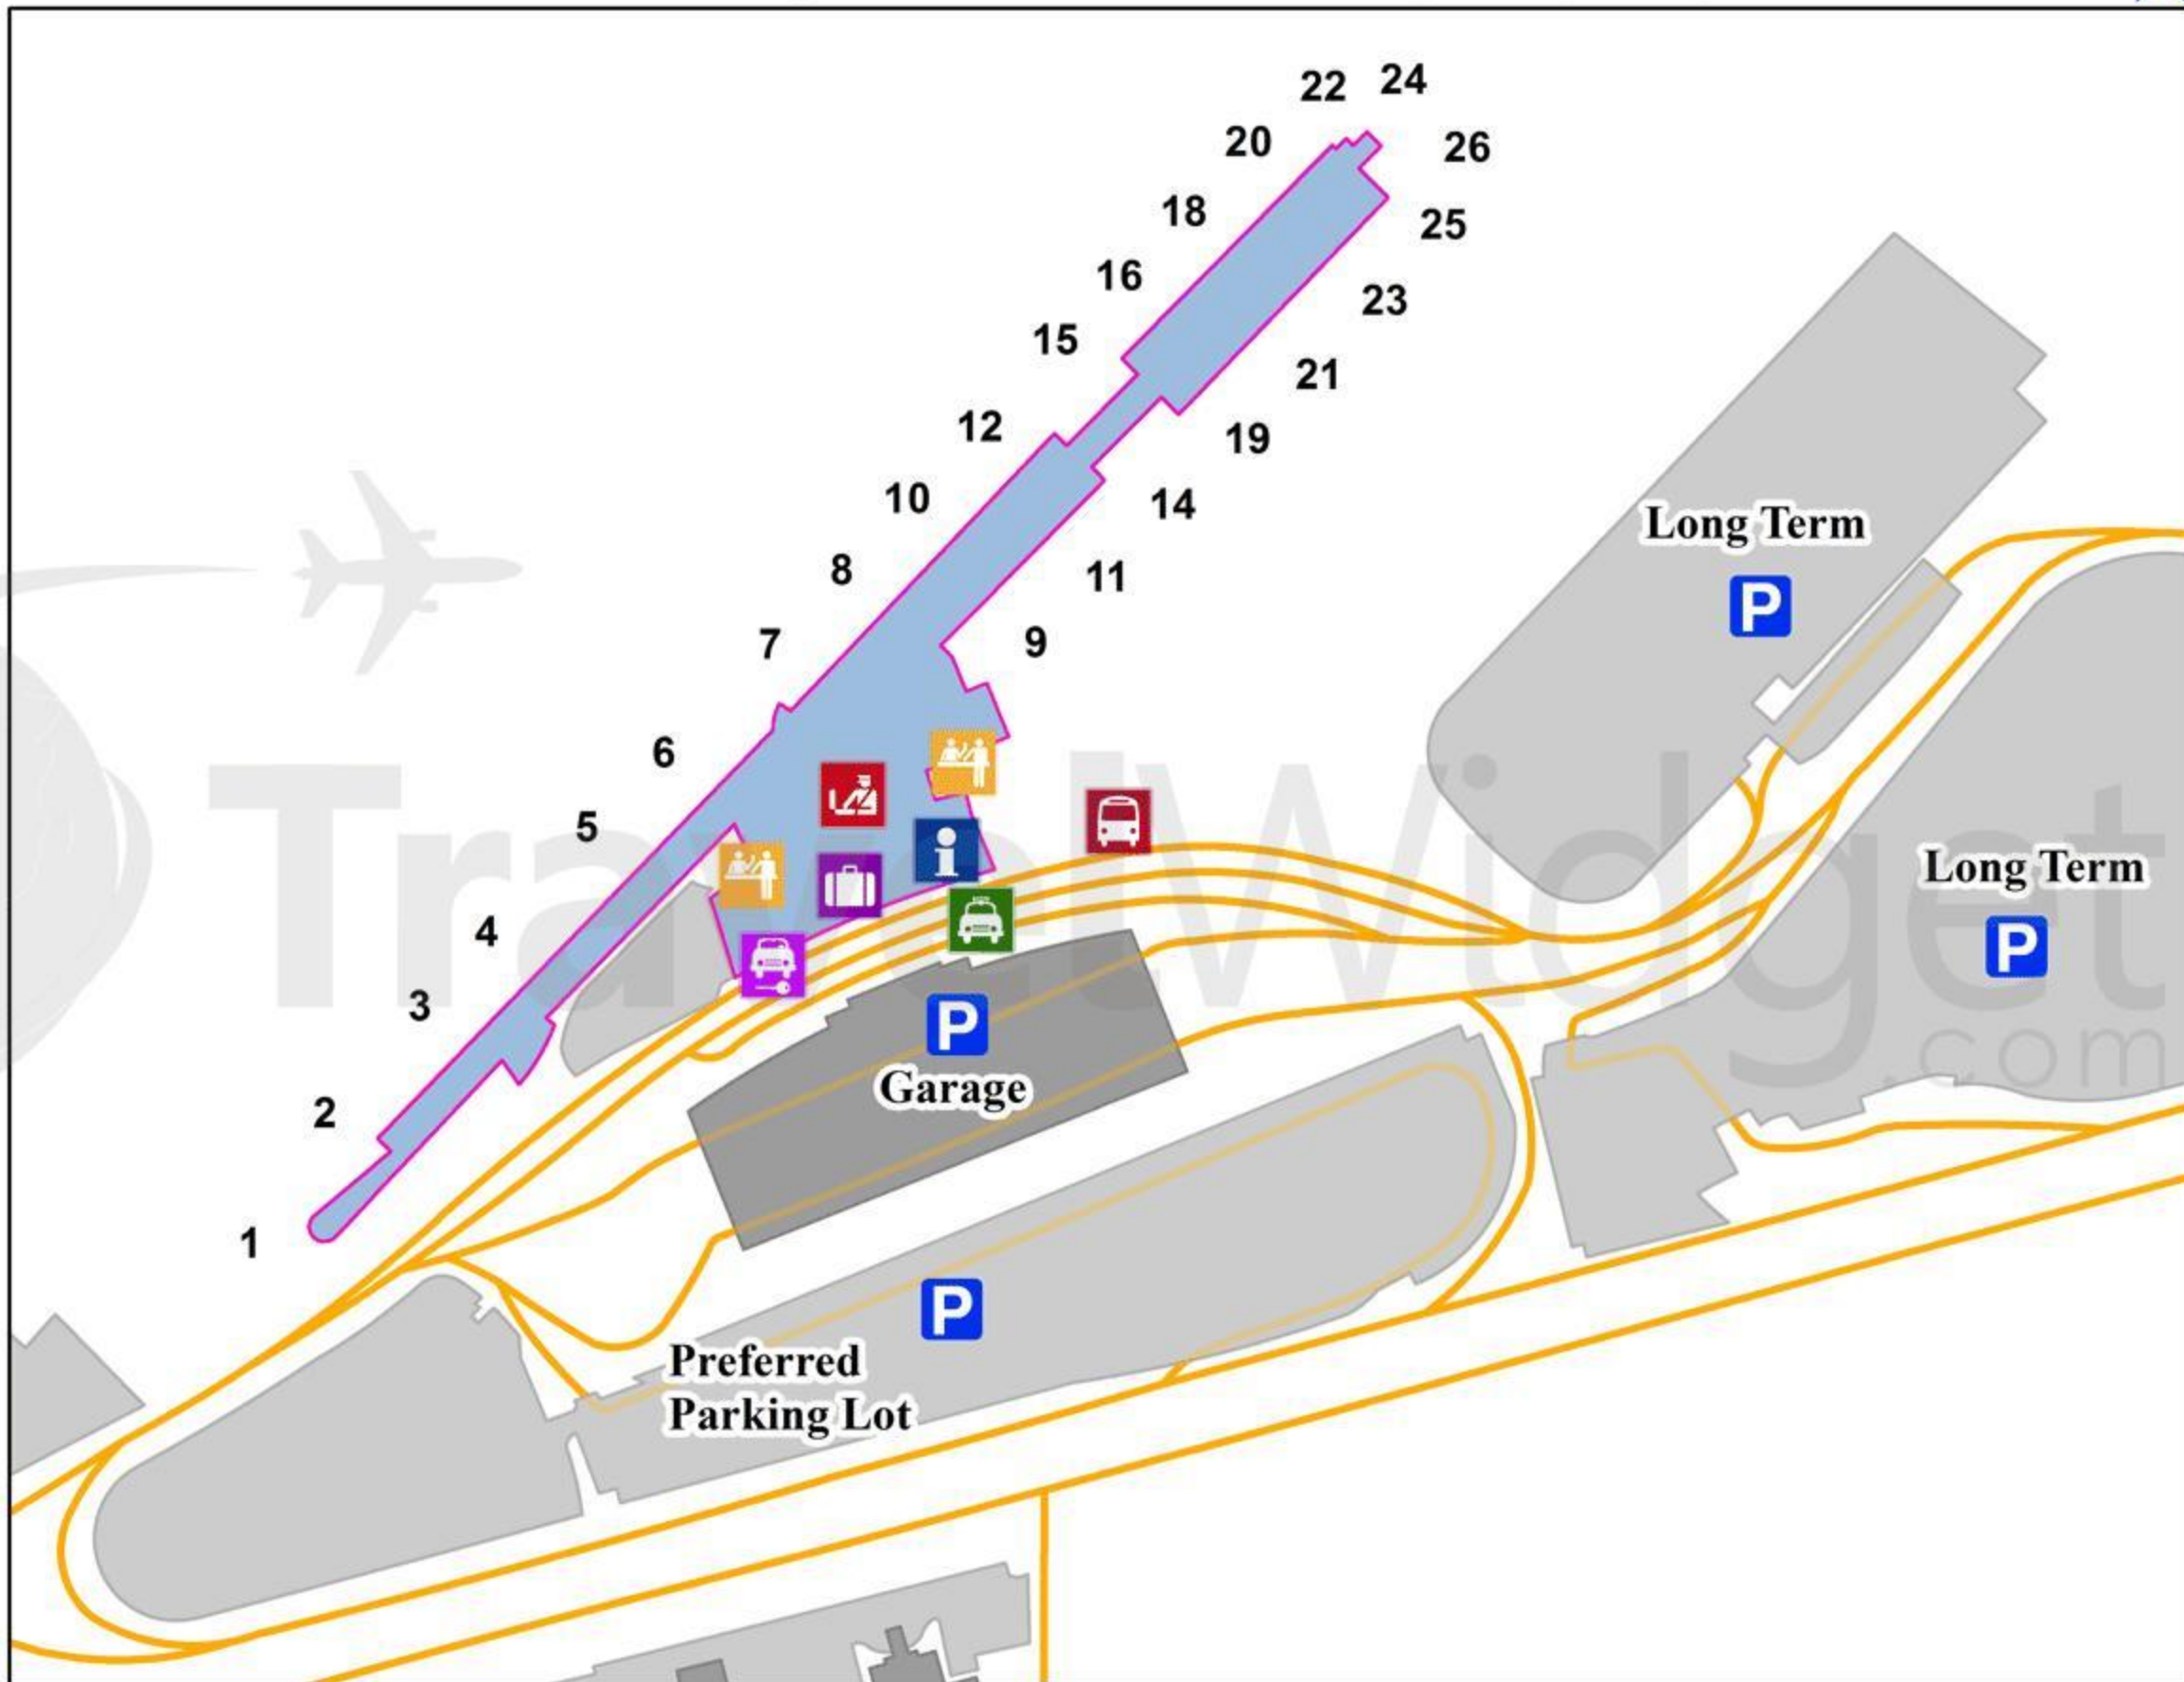 22 24
20 26
18 25
16 23
15 21
12 19
10 14
8 11
7 9
6
5
4
3
2
1
Long Term
P
Long Term
P
P
Garage
P
Preferred
Parking Lot
TravelWidget
.com